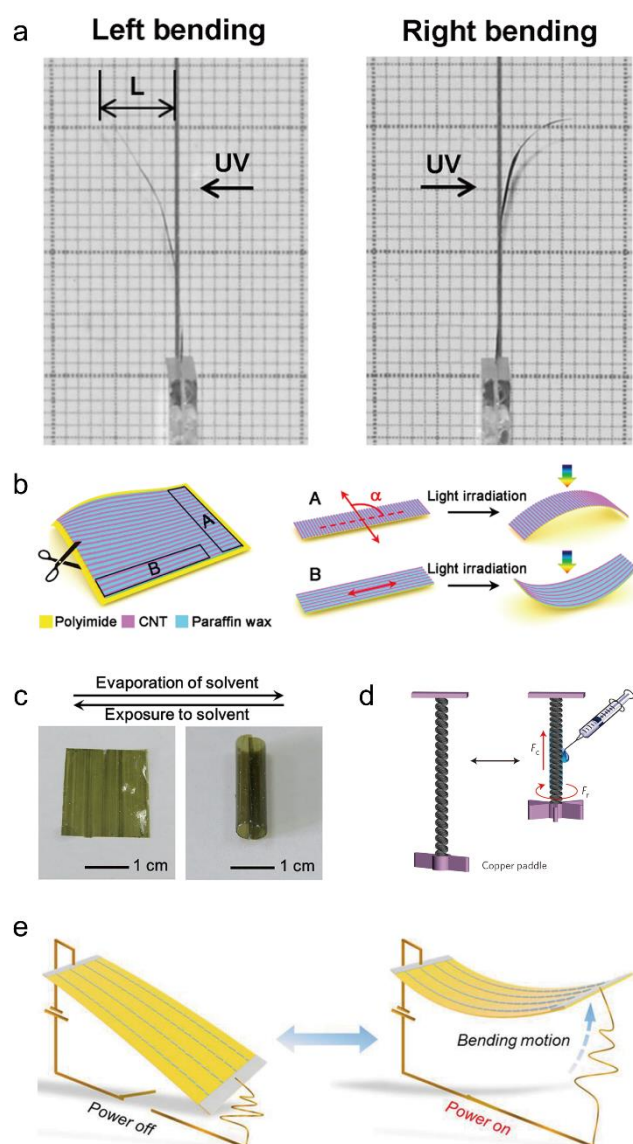 a
Left bending
Right bending
L
UV
UV
b
A
B
A
α
Light irradiation
B
Light irradiation
Polyimide
CNT
Paraffin wax
c
Evaporation of solvent
Exposure to solvent
1 cm
1 cm
d
Fc
Fr
Copper paddle
e
Power off
Bending motion
Power on